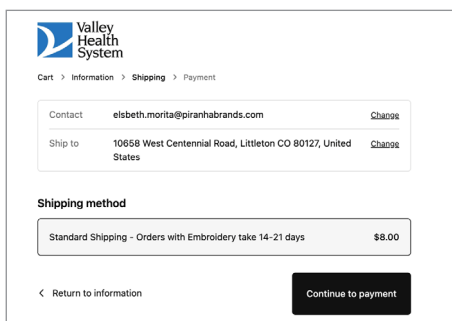 Valley
Health
System
Cart > Information > Shipping > Payment
Contact elsbeth.morita@piranhabrands.com Change
Ship to 10658 West Centennial Road, Littleton CO 80127, United Change
States
Shipping method
Standard Shipping - Orders with Embroidery take 14-21 days $8.00
< Return to information Continue to payment